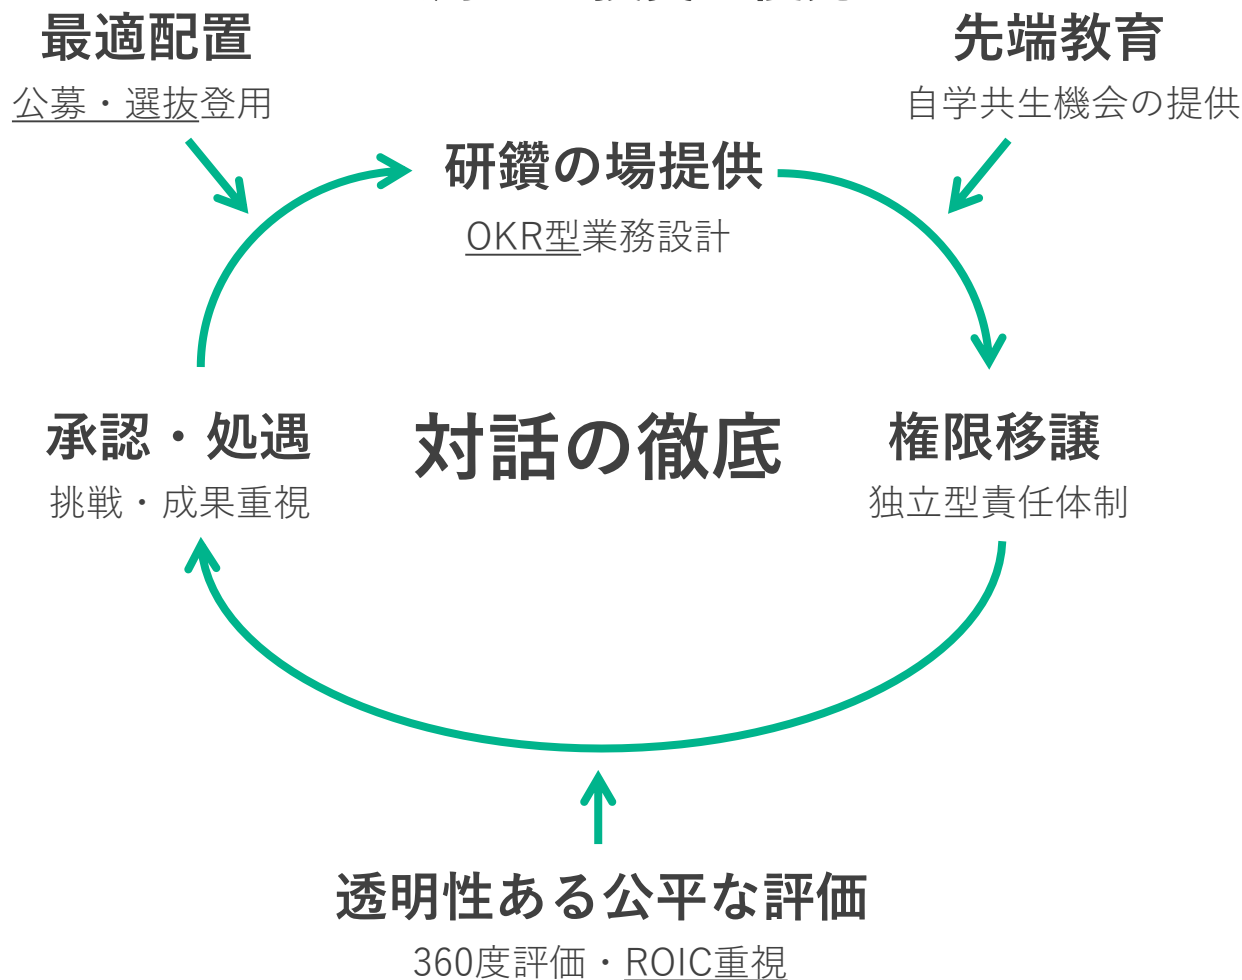 最適配置
公募・選抜登用
先端教育
自学共生機会の提供
研鑽の場提供
OKR型業務設計
承認・処遇
挑戦・成果重視
対話の徹底
権限移譲
独立型責任体制
透明性ある公平な評価
360度評価・ROIC重視